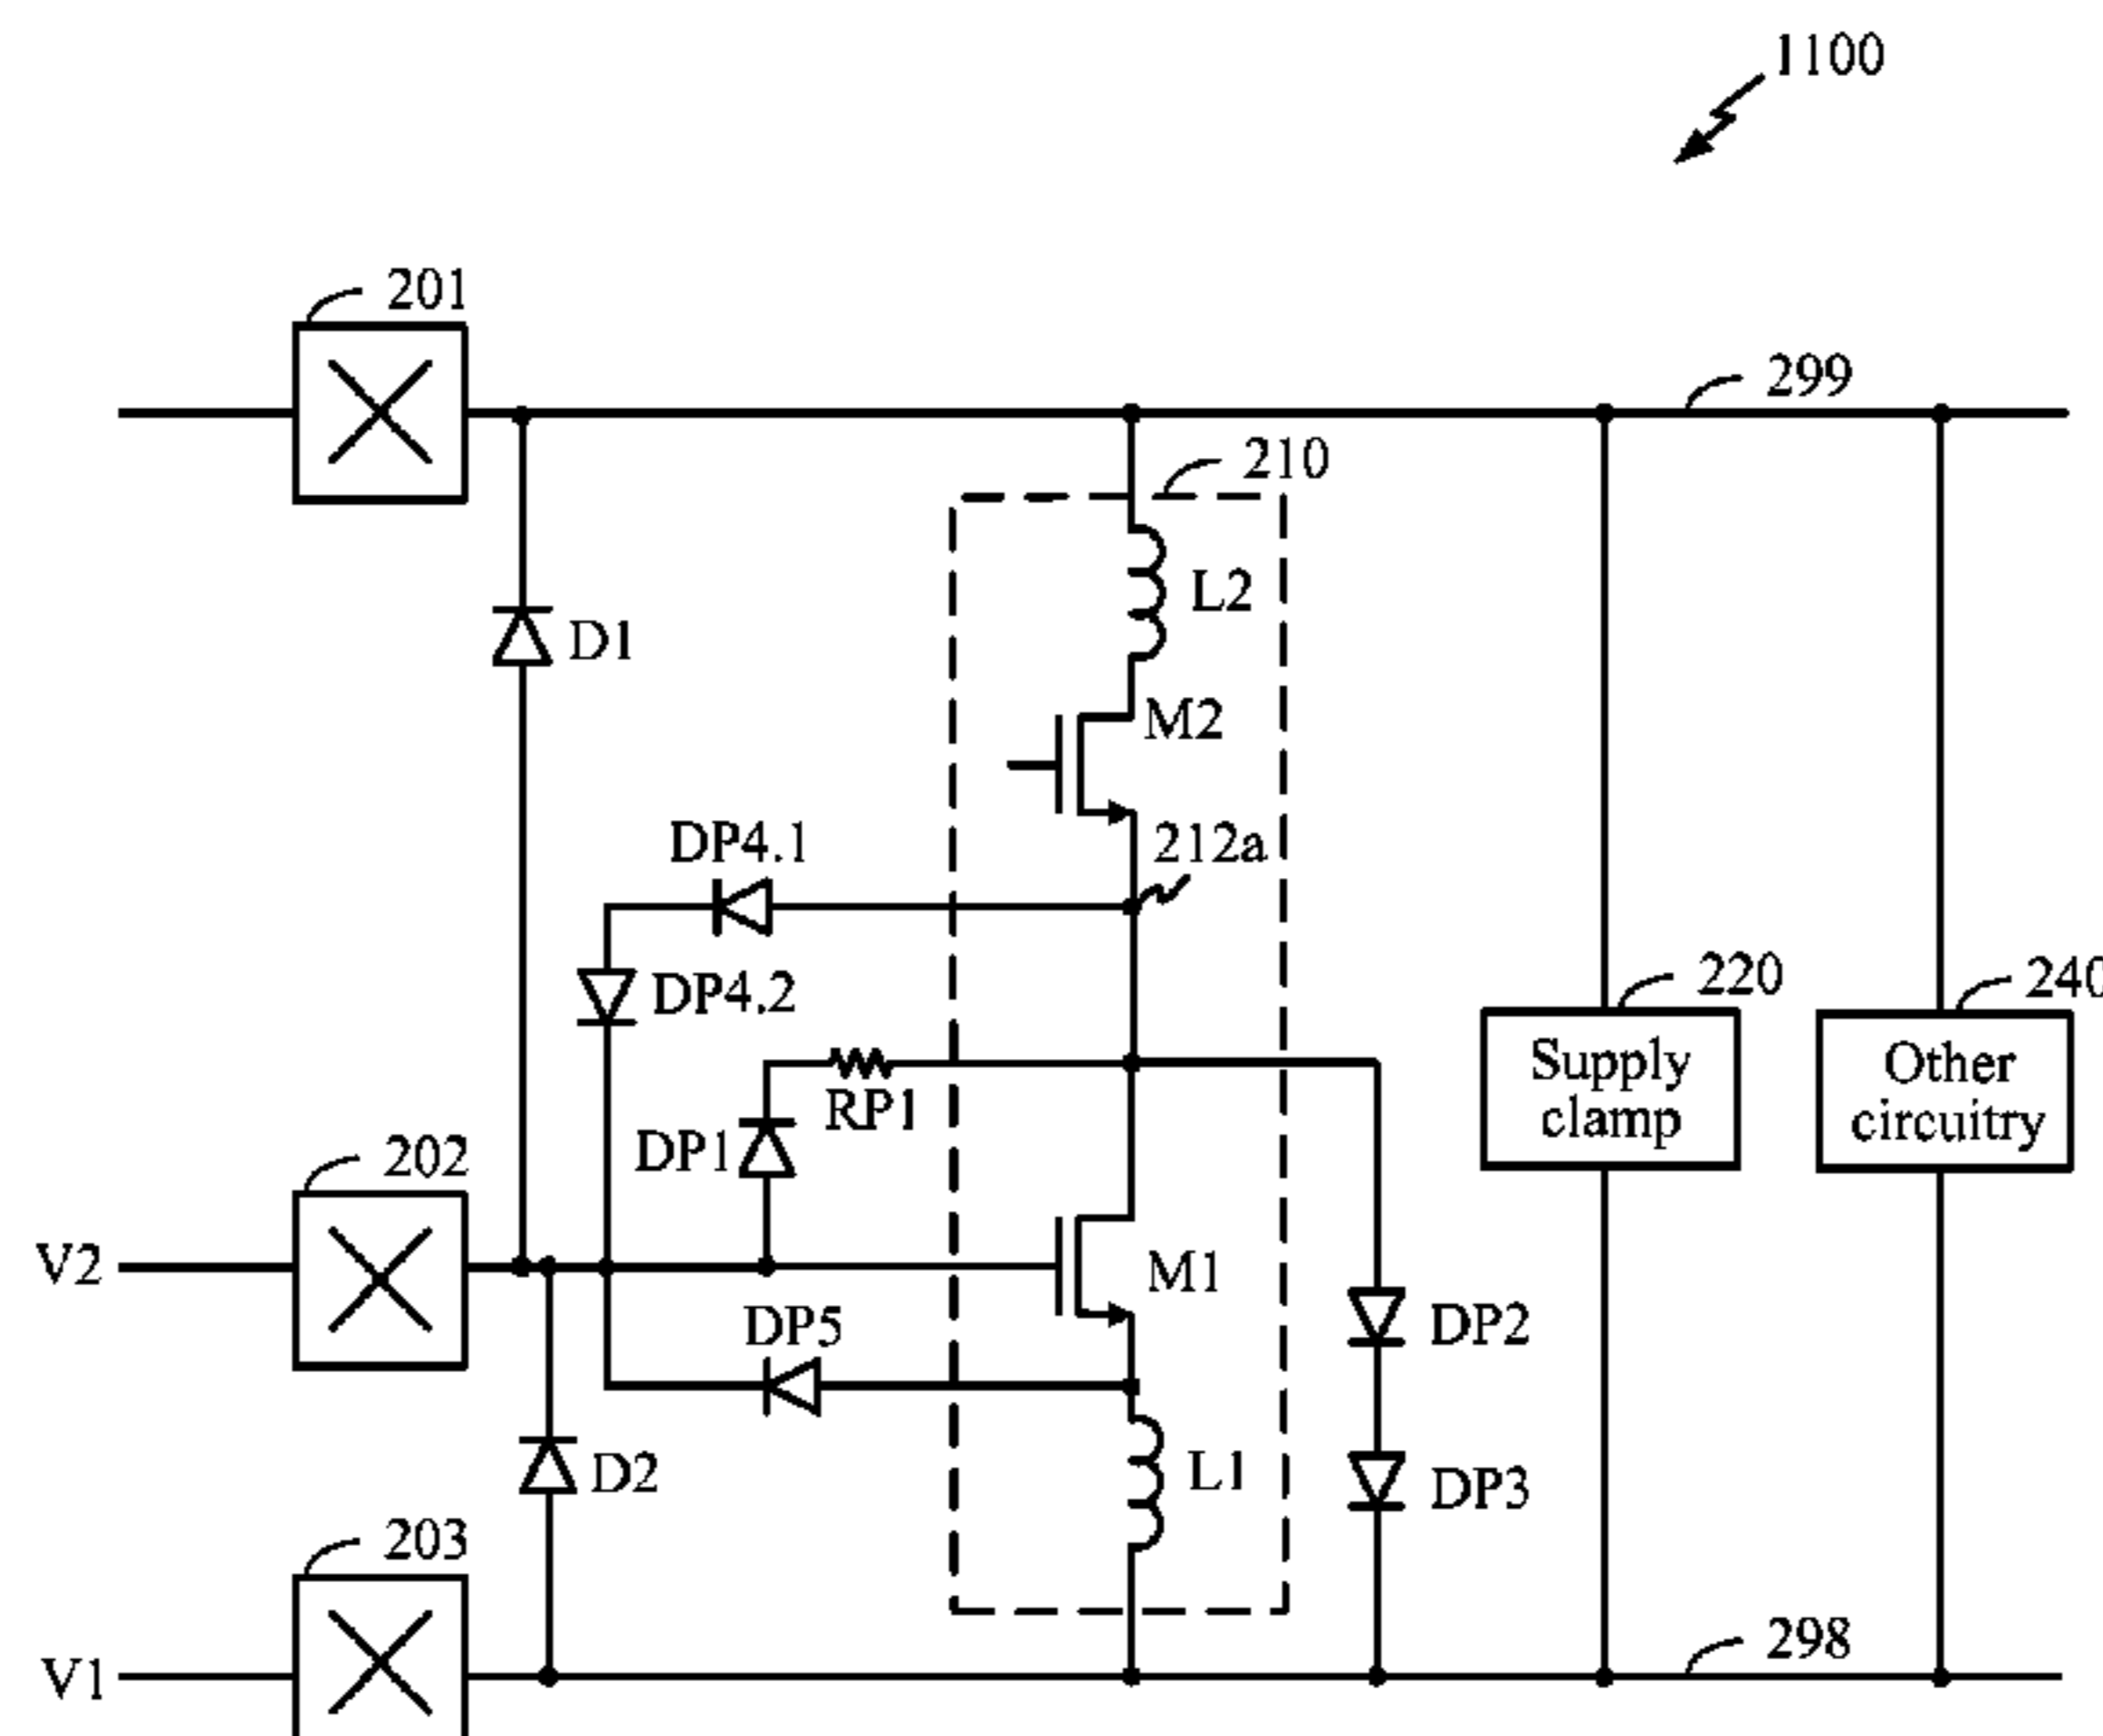 1100
201
299
210
L2
D1
M2
DP4.1
212a
DP4.2
220
240
Supply
clamp
Other
circuitry
RP1
DP1
202
V2
M1
DP5
DP2
L1
D2
DP3
203
298
V1